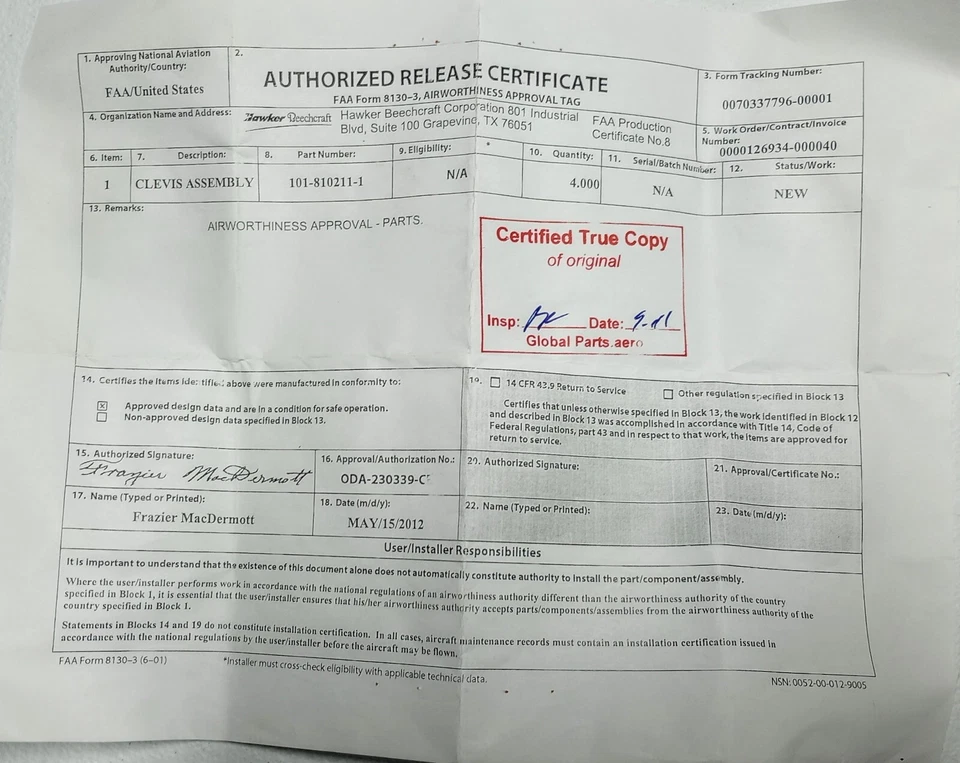 1. Approving National Aviation Authority/Country:
FAA/United States
2.
AUTHORIZED RELEASE CERTIFICATE
FAA Form 8130-3, AIRWORTHINESS APPROVAL TAG
3. Form Tracking Number:
0070337796-00001
4. Organization Name and Address:
Hawker Beechcraft
Hawker Beechcraft Corporation 801 Industrial
Blvd, Suite 100 Grapevine, TX 76051
FAA Production
Certificate No.8
5. Work Order/Contract/Invoice
Number:
0000126934-000040
6. Item:
7. Description:
8. Part Number:
9. Eligibility: *
10. Quantity:
11. Serial/Batch Number:
12. Status/Work:
1
CLEVIS ASSEMBLY
101-810211-1
N/A
4.000
N/A
NEW
13. Remarks:
AIRWORTHINESS APPROVAL - PARTS.
Certified True Copy
of original
Insp: Date:
Global Parts.aero
14. Certifies the items identified above were manufactured in conformity to:
Approved design data and are in a condition for safe operation.
Non-approved design data specified in Block 13.
19. 14 CFR 43.9 Return to Service
Other regulation specified in Block 13
Certifies that unless otherwise specified in Block 13, the work identified in Block 12
and described in Block 13 was accomplished in accordance with Title 14, Code of
Federal Regulations, part 43 and in respect to that work, the items are approved for
return to service.
15. Authorized Signature:
Frazier MacDermott
16. Approval/Authorization No.:
ODA-230339-C
20. Authorized Signature:
21. Approval/Certificate No.:
17. Name (Typed or Printed):
Frazier MacDermott
18. Date (m/d/y):
MAY/15/2012
22. Name (Typed or Printed):
23. Date (m/d/y):
User/Installer Responsibilities
It is important to understand that the existence of this document alone does not automatically constitute authority to install the part/component/assembly.
Where the user/installer performs work in accordance with the national regulations of an airworthiness authority different than the airworthiness authority of the country
specified in Block 1, it is essential that the user/installer ensures that his/her airworthiness authority accepts parts/components/assemblies from the airworthiness authority of the
country specified in Block 1.
Statements in Blocks 14 and 19 do not constitute installation certification. In all cases, aircraft maintenance records must contain an installation certification issued in
accordance with the national regulations by the user/installer before the aircraft may be flown.
FAA Form 8130-3 (6-01)
*Installer must cross-check eligibility with applicable technical data.
NSN: 0052-00-012-9005